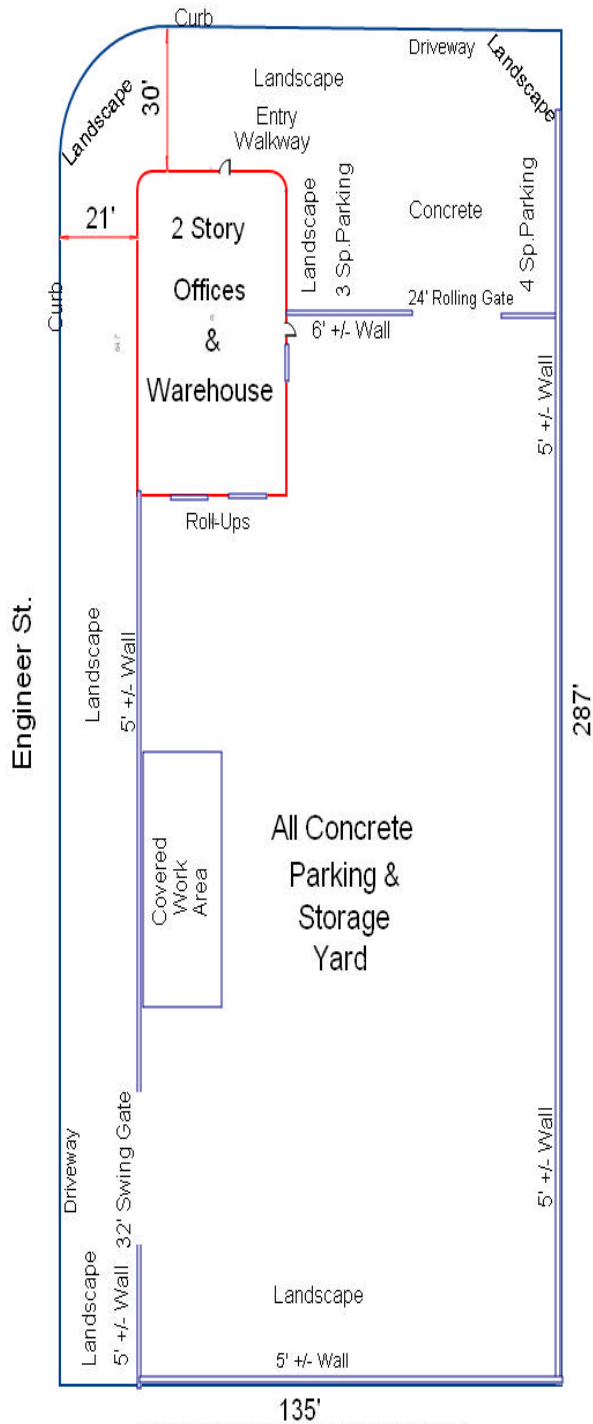 Curb
Driveway
Landscape
Landscape
Landscape
30'
Entry
Walkway
21'
2 Story
Offices
&
Warehouse
Landscape
3 Sp.Parking
Concrete
4 Sp.Parking
24' Rolling Gate
6' +/- Wall
Curb
5' +/- Wall
Roll-Ups
Engineer St.
Landscape
5' +/- Wall
287'
Covered
Work
Area
All Concrete
Parking &
Storage
Yard
Driveway
32' Swing Gate
5' +/- Wall
Landscape
5' +/- Wall
Landscape
5' +/- Wall
135'